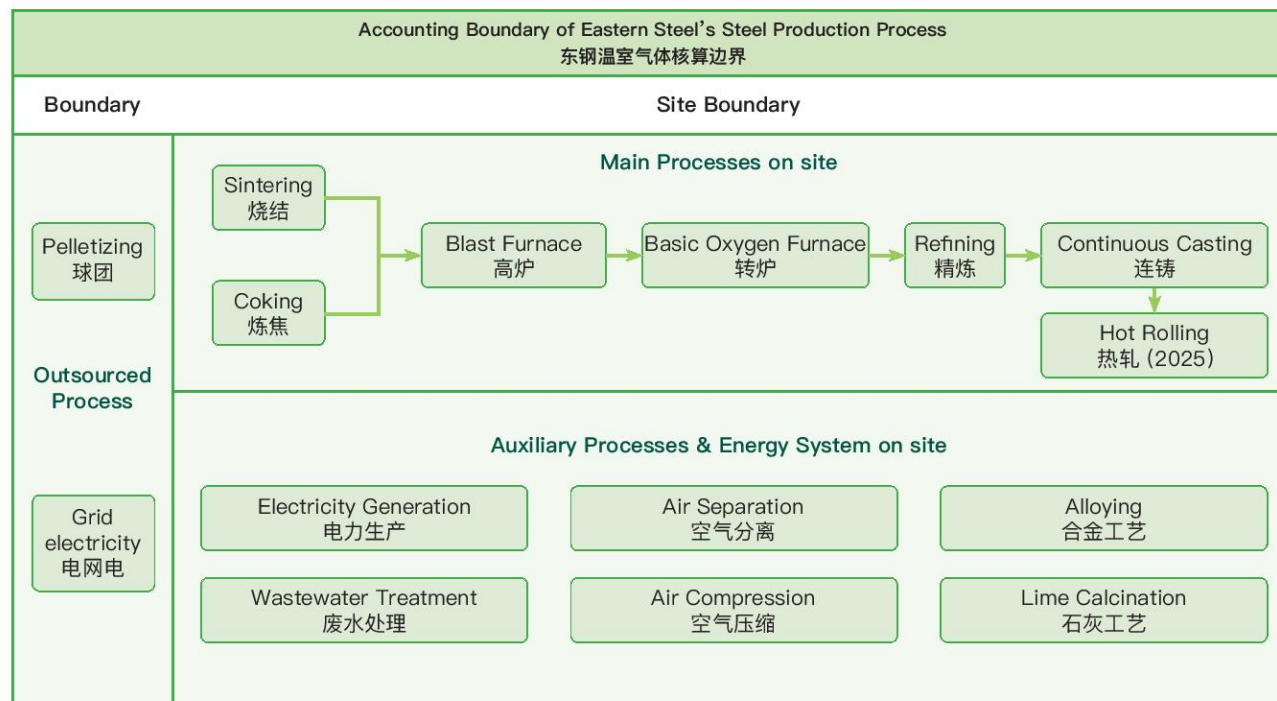 Accounting Boundary of Eastern Steel's Steel Production Process
东钢温室气体核算边界
Boundary
Site Boundary
Pelletizing
球团
Outsourced
Process
Grid
electricity
电网电
Main Processes on site
Sintering
烧结
Coking
炼焦
Blast Furnace
高炉
Basic Oxygen Furnace
转炉
Refining
精炼
Continuous Casting
连铸
Hot Rolling
热轧 (2025)
Auxiliary Processes & Energy System on site
Electricity Generation
电力生产
Air Separation
空气分离
Alloying
合金工艺
Wastewater Treatment
废水处理
Air Compression
空气压缩
Lime Calcination
石灰工艺